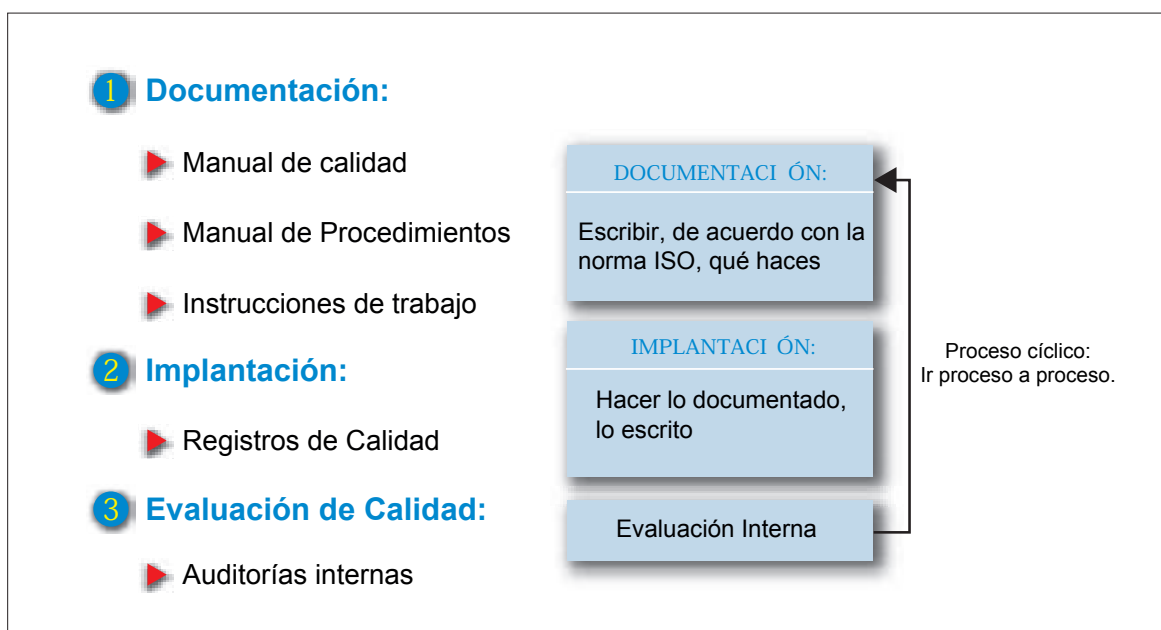 1 Documentación:
Manual de calidad
Manual de Procedimientos
Instrucciones de trabajo
2 Implantación:
Registros de Calidad
3 Evaluación de Calidad:
Auditorías internas
DOCUMENTACI ÓN:
Escribir, de acuerdo con la
norma ISO, qué haces
IMPLANTACI ÓN:
Hacer lo documentado,
lo escrito
Evaluación Interna
Proceso cíclico:
Ir proceso a proceso.